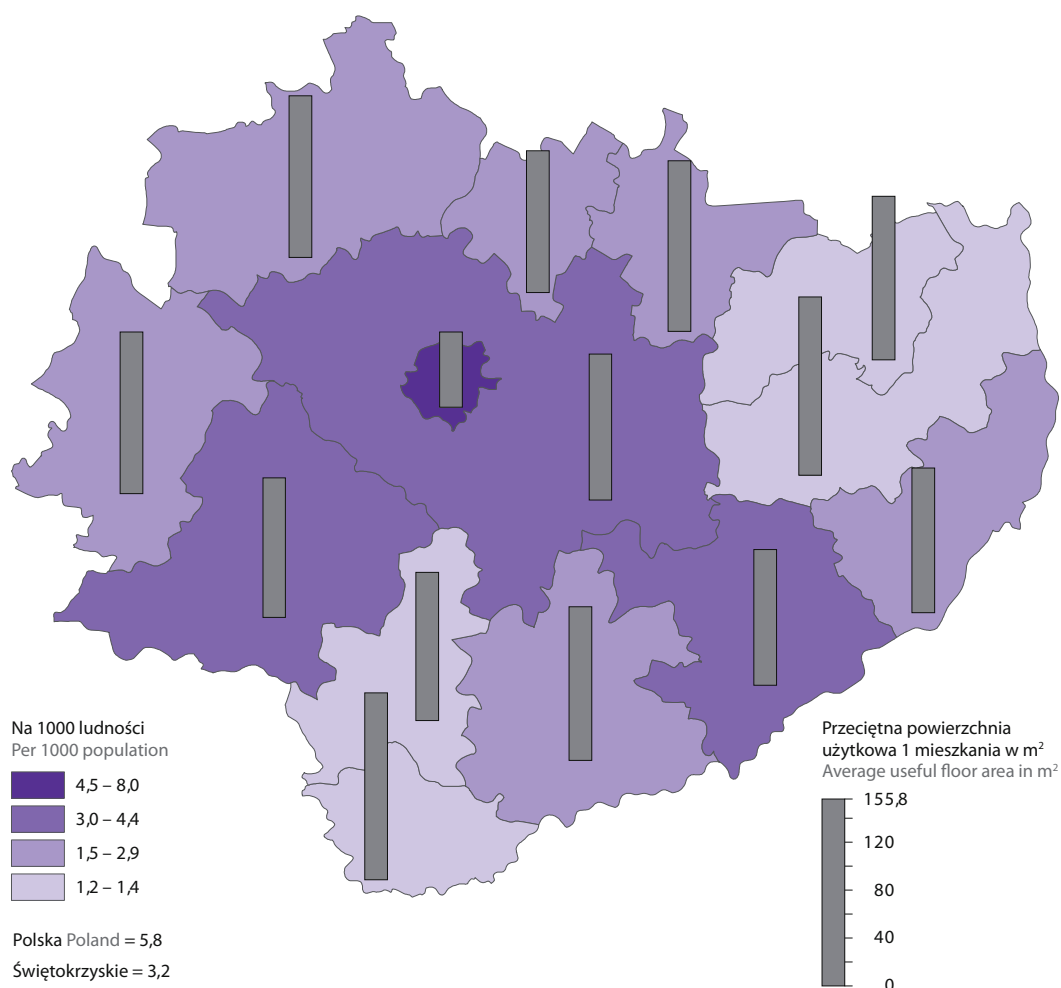 Na 1000 ludności
Per 1000 population
4,5 – 8,0
3,0 – 4,4
1,5 – 2,9
1,2 – 1,4
Polska Poland = 5,8
Świętokrzyskie = 3,2
Przeciętna powierzchnia
użytkowa 1 mieszkania w m²
Average useful floor area in m²
155,8
120
80
40
0